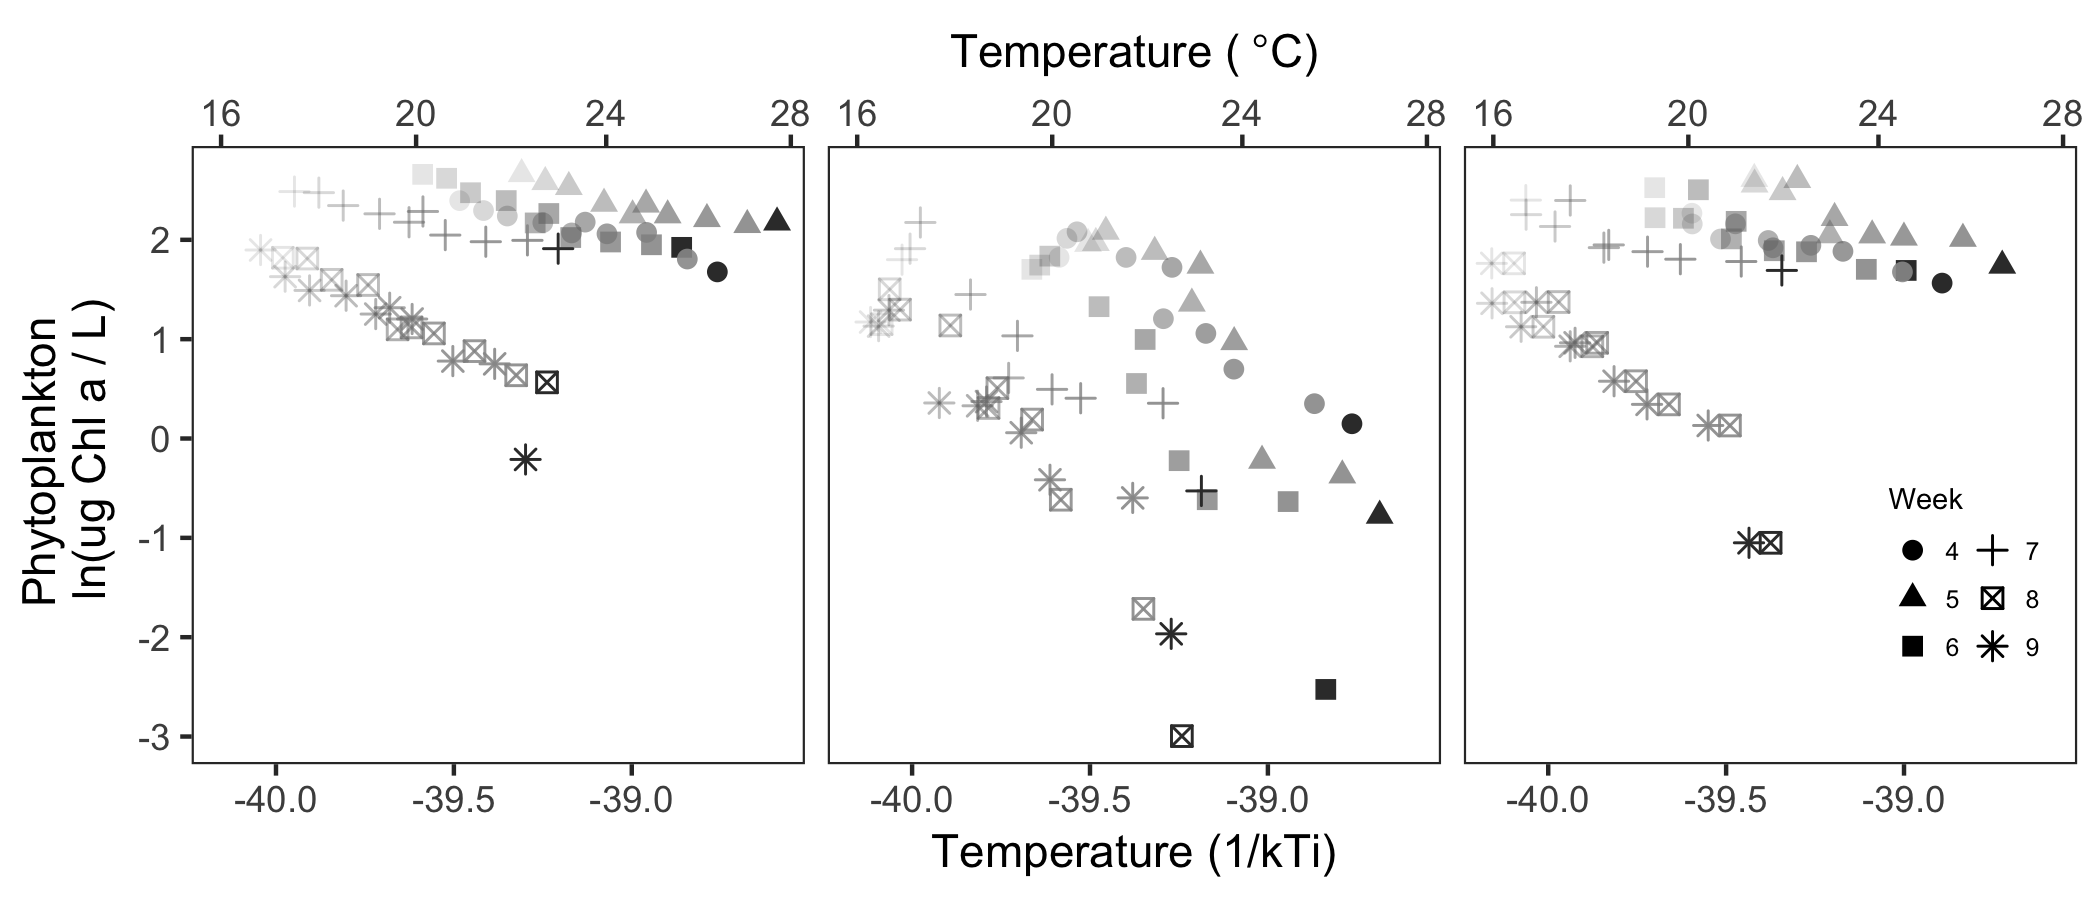 Temperature ( °C)
16 20 24 28 16 20 24 28 16 20 24 28
Phytoplankton
ln(ug Chl a / L)
2
1
0
-1
-2
-3
Week
4 7
5 8
6 9
-40.0 -39.5 -39.0 -40.0 -39.5 -39.0 -40.0 -39.5 -39.0
Temperature (1/kTi)